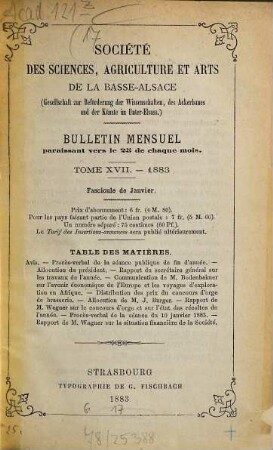 Acad 121 Z
17
SOCIÉTÉ
DES SCIENCES, AGRICULTURE ET ARTS
DE LA BASSE-ALSACE
(Gesellschaft zur Beförderung der Wissenschaften, des Ackerbaues
und der Künste im Unter-Elsass.)
BULLETIN MENSUEL
paraissant vers le 25 de chaque mois.
TOME XVII. — 1883
Fascicule de Janvier.
Prix d'abonnement : 6 fr. (4 M. 80).
Pour les pays faisant partie de l'Union postale : 7 fr. (5 M. 60).
Un numéro séparé : 75 centimes (60 Pf.).
Le Tarif des Insertions-annonces sera publié ultérieurement.
TABLE DES MATIÈRES.
Avis. — Procès-verbal de la séance publique de fin d'année. —
Allocution du président. — Rapport du secrétaire général sur
les travaux de l'année. — Communication de M. Bodenheimer
sur l'avenir économique de l'Europe et les voyages d'explora-
tion en Afrique. — Distribution des prix du concours d'orge
de brasserie. — Allocution de M. J. Burger. — Rapport de
M. Wagner sur le concours d'orge et sur l'état des récoltes de
l'année. — Procès-verbal de la séance du 10 janvier 1883. —
Rapport de M. Wagner sur la situation financière de la Société.
STRASBOURG
TYPOGRAPHIE DE G. FISCHBACH
1883
6 17
48/25388